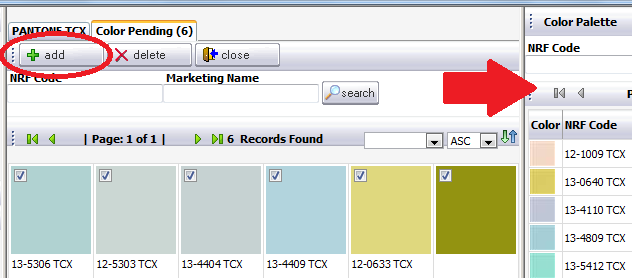 PANTONE TCX Color Pending (6)
add delete close
NRF Code Marketing Name
search
| Page: 1 of 1 | 6 Records Found ASC
13-5306 TCX 12-5303 TCX 13-4404 TCX 13-4409 TCX 12-0633 TCX
Color Palette
NRF Code
Color NRF Code
12-1009 TCX
13-0640 TCX
13-4110 TCX
13-4809 TCX
13-5412 TCX